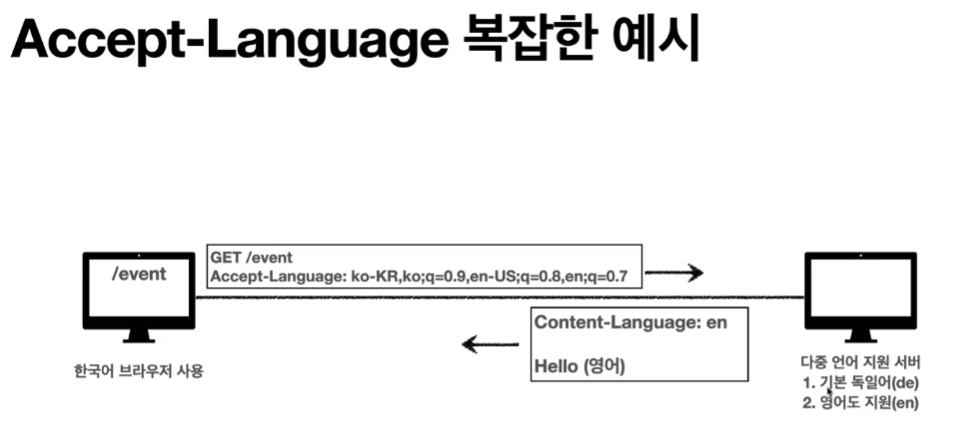 Accept-Language 복잡한 예시
/event
GET /event
Accept-Language: ko-KR,ko;q=0.9,en-US;q=0.8,en;q=0.7
Content-Language: en
Hello (영어)
한국어 브라우저 사용
다중 언어 지원 서버
1. 기본 독일어(de)
2. 영어도 지원(en)